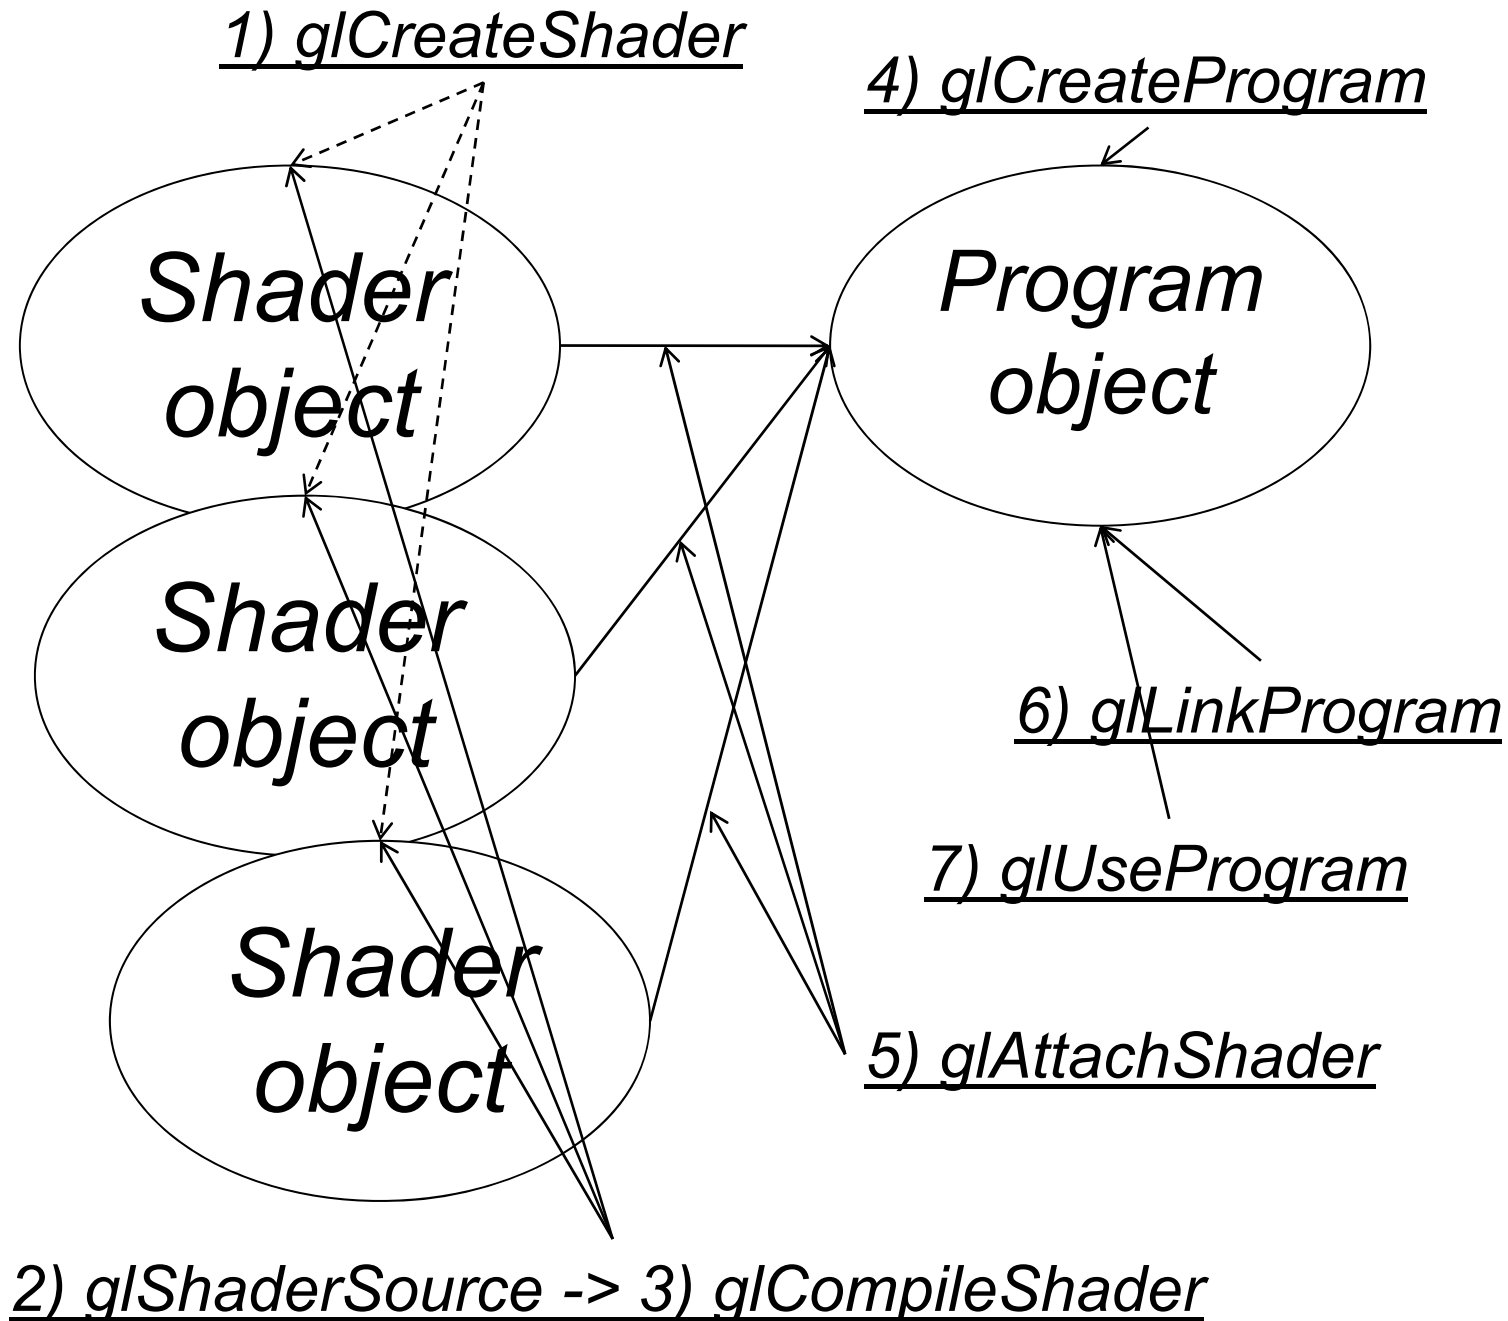 1) glCreateShader
4) glCreateProgram
Shader
object
Program
object
Shader
object
6) glLinkProgram
7) glUseProgram
Shader
object
5) glAttachShader
2) glShaderSource -> 3) glCompileShader